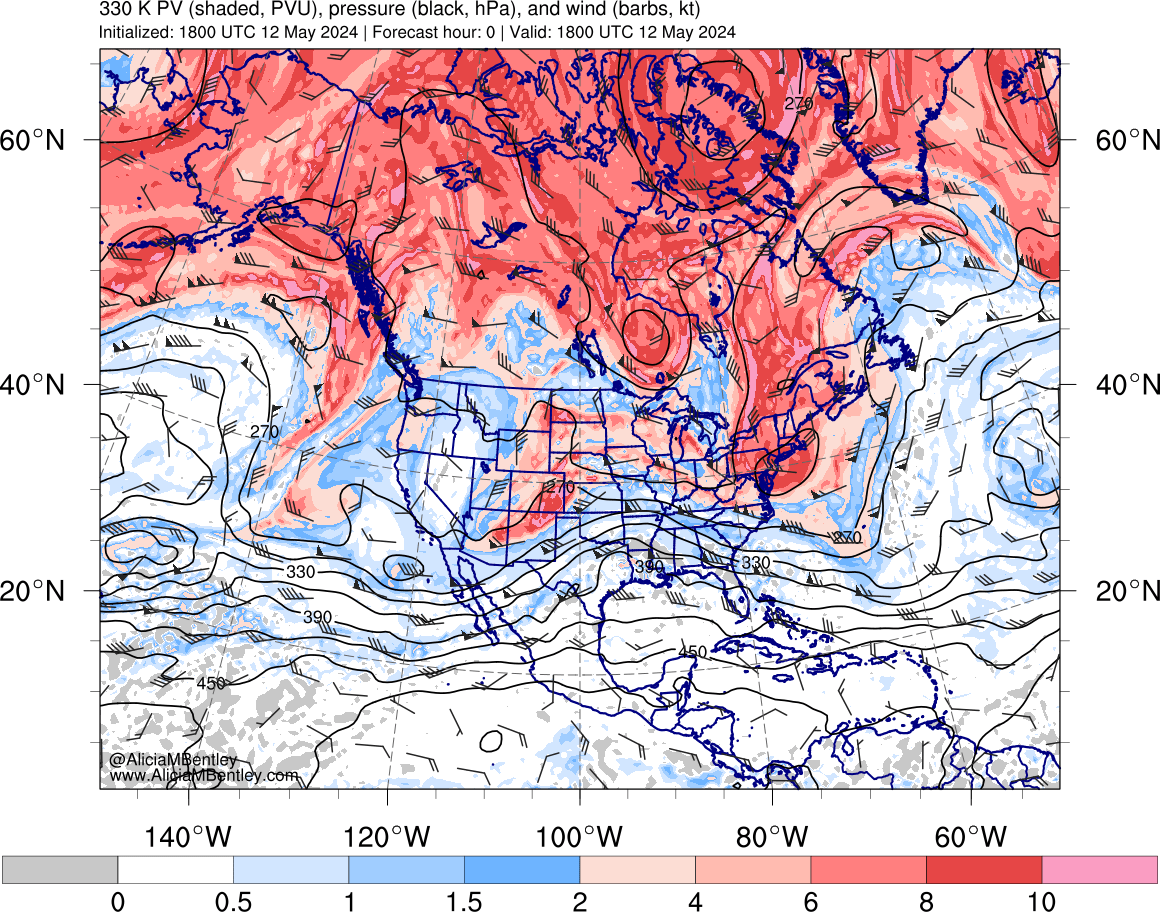 330 K PV (shaded, PVU), pressure (black, hPa), and wind (barbs, kt)
Initialized: 1800 UTC 12 May 2024 | Forecast hour: 0 | Valid: 1800 UTC 12 May 2024
270
60°N 60°N
40°N 40°N
270
270
270
330 390 330
20°N 20°N
390
450
450
@AliciaMBentley
www.AliciaMBentley.com
140°W 120°W 100°W 80°W 60°W
0 0.5 1 1.5 2 4 6 8 10